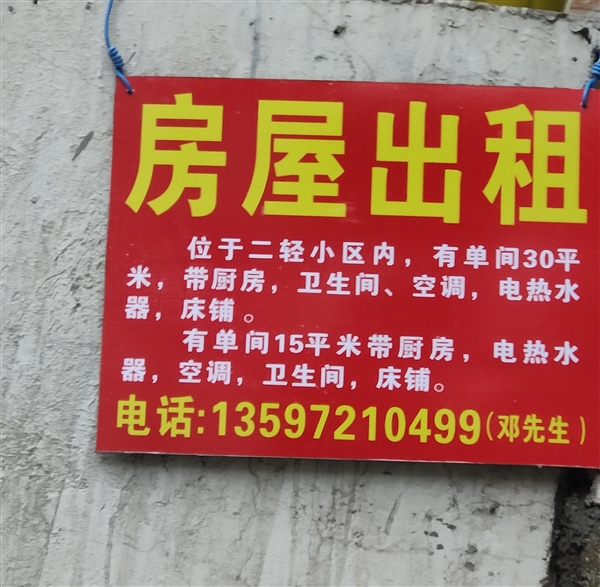 房屋出租
位于二轻小区内，有单间30平
米，带厨房，卫生间、空调，电热水
器，床铺。
有单间15平米带厨房，电热水
器，空调，卫生间，床铺。
电话:13597210499(邓先生)